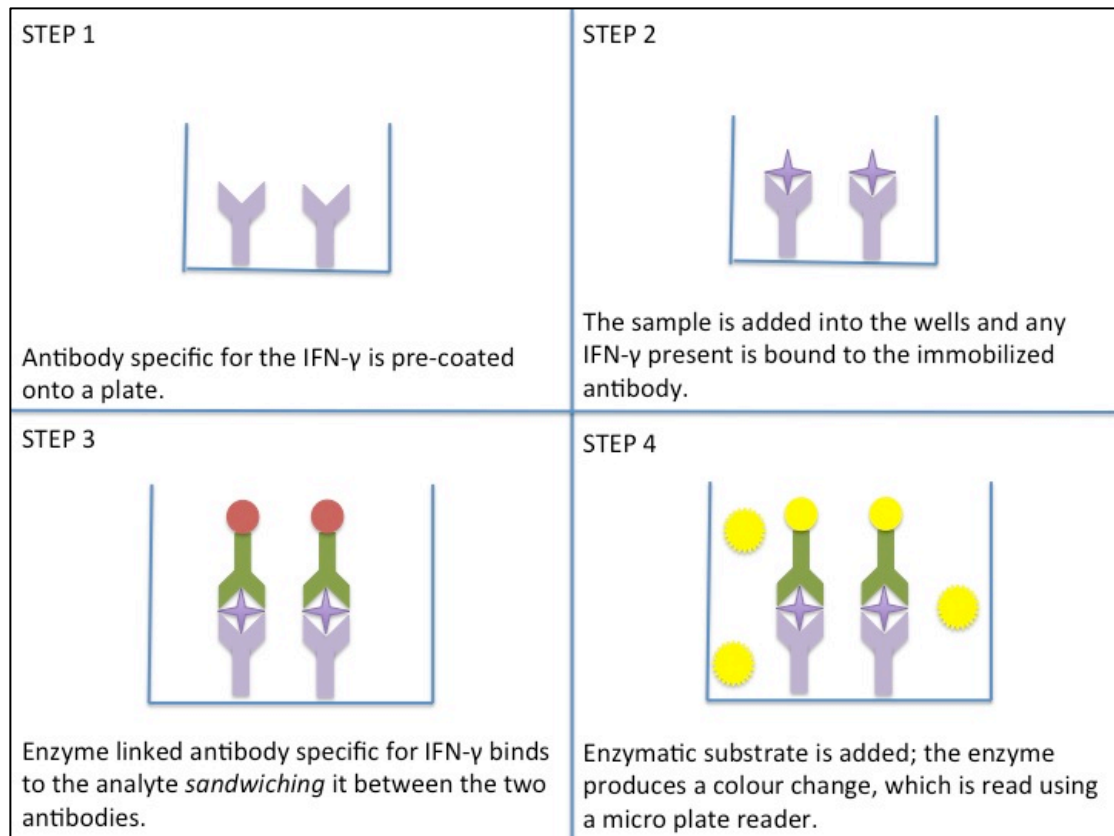 STEP 1
Antibody specific for the IFN-γ is pre-coated
onto a plate.
STEP 2
The sample is added into the wells and any
IFN-γ present is bound to the immobilized
antibody.
STEP 3
Enzyme linked antibody specific for IFN-γ binds
to the analyte sandwiching it between the two
antibodies.
STEP 4
Enzymatic substrate is added; the enzyme
produces a colour change, which is read using
a micro plate reader.